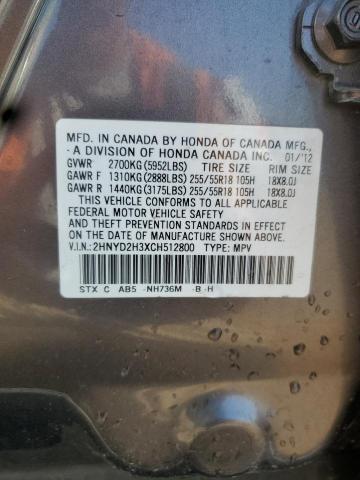 MFD. IN CANADA BY HONDA OF CANADA MFG.,
- A DIVISION OF HONDA CANADA INC. 01/'12
GVWR 2700KG (5952LBS) TIRE SIZE RIM SIZE
GAWR F 1310KG (2888LBS) 255/55R18 105H 18X8.0J
GAWR R 1440KG (3175LBS) 255/55R18 105H 18X8.0J
THIS VEHICLE CONFORMS TO ALL APPLICABLE
FEDERAL MOTOR VEHICLE SAFETY AND
THEFT PREVENTION STANDARDS IN EFFECT ON
THE DATE OF MANUFACTURE SHOWN ABOVE.
V.I.N.: 2HNYD2H3XCH512800 TYPE: MPV
STX C AB5 -NH736M -B -H